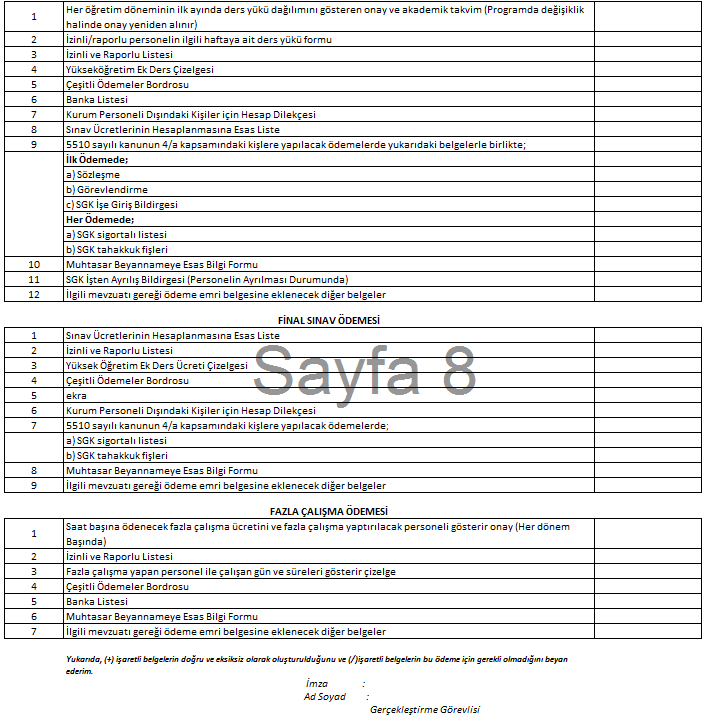 1 Her öğretim döneminin ilk ayında ders yükü dağılımını gösteren onay ve akademik takvim (Programda değişiklik
halinde onay yeniden alınır)
2 İzinli/raporlu personelin ilgili haftaya ait ders yükü formu
3 İzinli ve Raporlu Listesi
4 Yükseköğretim Ek Ders Çizelgesi
5 Çeşitli Ödemeler Bordrosu
6 Banka Listesi
7 Kurum Personeli Dışındaki Kişiler için Hesap Dilekçesi
8 Sınav Ücretlerinin Hesaplanmasına Esas Liste
9 5510 sayılı kanunun 4/a kapsamındaki kişlere yapılacak ödemelerde yukarıdaki belgelerle birlikte;
İlk Ödemede;
a) Sözleşme
b) Görevlendirme
c) SGK İşe Giriş Bildirgesi
Her Ödemede;
a) SGK sigortalı listesi
b) SGK tahakkuk fişleri
10 Muhtasar Beyannameye Esas Bilgi Formu
11 SGK İşten Ayrılış Bildirgesi (Personelin Ayrılması Durumunda)
12 İlgili mevzuatı gereği ödeme emri belgesine eklenecek diğer belgeler
FİNAL SINAV ÖDEMESİ
1 Sınav Ücretlerinin Hesaplanmasına Esas Liste
2 İzinli ve Raporlu Listesi
3 Yüksek Öğretim Ek Ders Ücreti Çizelgesi
4 Çeşitli Ödemeler Bordrosu
5 ekra
6 Kurum Personeli Dışındaki Kişiler için Hesap Dilekçesi
7 5510 sayılı kanunun 4/a kapsamındaki kişlere yapılacak ödemelerde;
a) SGK sigortalı listesi
b) SGK tahakkuk fişleri
8 Muhtasar Beyannameye Esas Bilgi Formu
9 İlgili mevzuatı gereği ödeme emri belgesine eklenecek diğer belgeler
Sayfa 8
FAZLA ÇALIŞMA ÖDEMESİ
1 Saat başına ödenecek fazla çalışma ücretini ve fazla çalışma yaptırılacak personeli gösterir onay (Her dönem
Başında)
2 İzinli ve Raporlu Listesi
3 Fazla çalışma yapan personel ile çalışan gün ve süreleri gösterir çizelge
4 Çeşitli Ödemeler Bordrosu
5 Banka Listesi
6 Muhtasar Beyannameye Esas Bilgi Formu
7 İlgili mevzuatı gereği ödeme emri belgesine eklenecek diğer belgeler
Yukarıda, (+) işaretli belgelerin doğru ve eksiksiz olarak oluşturulduğunu ve (/)işaretli belgelerin bu ödeme için gerekli olmadığını beyan
ederim.
İmza :
Ad Soyad :
Gerçekleştirme Görevlisi